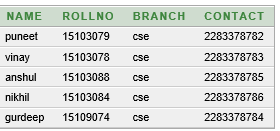 NAME ROLLNO BRANCH CONTACT
puneet 15103079 cse 2283378782
vinay 15103078 cse 2283378783
anshul 15103088 cse 2283378785
nikhil 15103084 cse 2283378786
gurdeep 15109074 cse 2283378784